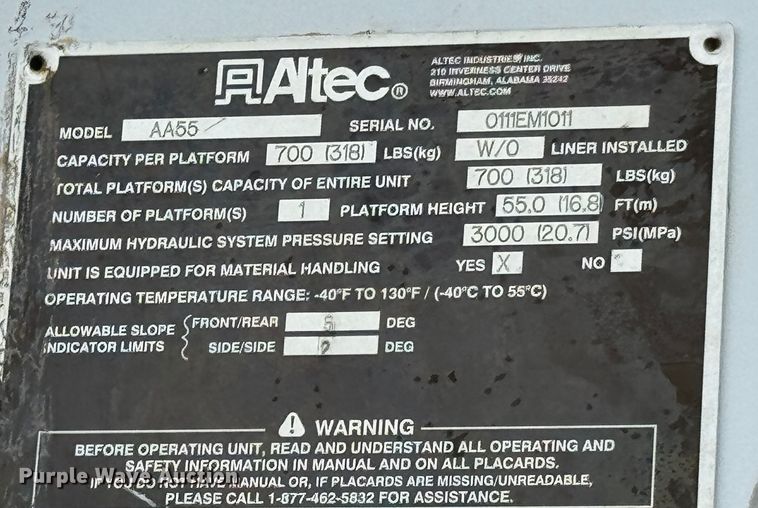 Altec®
ALTEC INDUSTRIES, INC.
210 INVERNESS CENTER DRIVE
BIRMINGHAM, ALABAMA 35242
WWW.ALTEC.COM
MODEL AA55 SERIAL NO. 0111EM1011
CAPACITY PER PLATFORM 700 (318) LBS(kg) W/O LINER INSTALLED
TOTAL PLATFORM(S) CAPACITY OF ENTIRE UNIT 700 (318) LBS(kg)
NUMBER OF PLATFORM(S) 1 PLATFORM HEIGHT 55.0 (16.8) FT(m)
MAXIMUM HYDRAULIC SYSTEM PRESSURE SETTING 3000 (20.7) PSI(MPa)
UNIT IS EQUIPPED FOR MATERIAL HANDLING YES X NO
OPERATING TEMPERATURE RANGE: -40°F TO 130°F / (-40°C TO 55°C)
ALLOWABLE SLOPE INDICATOR LIMITS
FRONT/REAR 5 DEG
SIDE/SIDE DEG
WARNING
BEFORE OPERATING UNIT, READ AND UNDERSTAND ALL OPERATING AND
SAFETY INFORMATION IN MANUAL AND ON ALL PLACARDS.
IF YOU DO NOT HAVE MANUAL OR, IF PLACARDS ARE MISSING/UNREADABLE,
PLEASE CALL 1-877-462-5832 FOR ASSISTANCE.
Purple Wave Auction